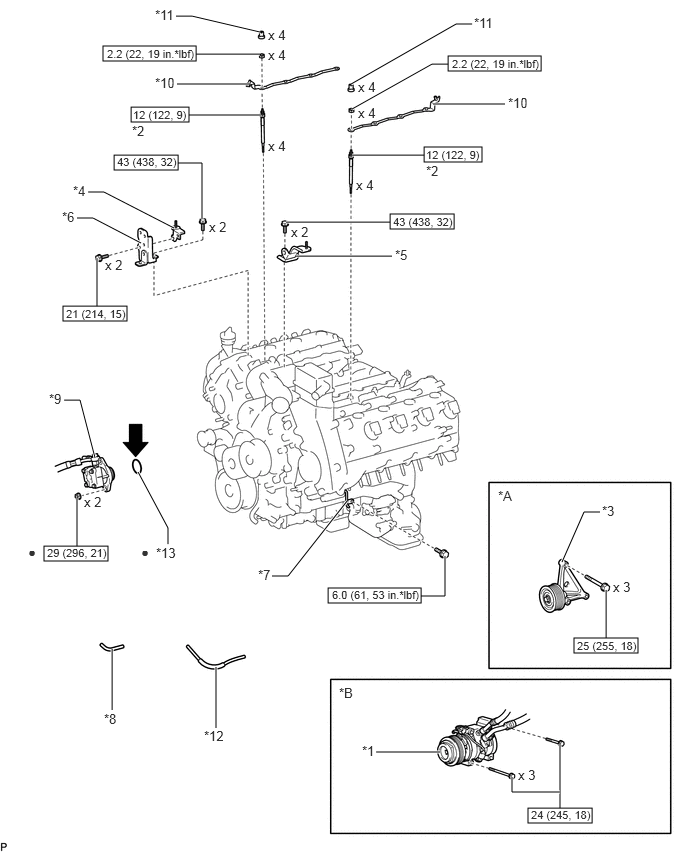 *11
x 4
*11
2.2 (22, 19 in.*lbf)
x 4
2.2 (22, 19 in.*lbf)
*10
x 4
x 4
*10
12 (122, 9)
*2
x 4
12 (122, 9)
*2
43 (438, 32)
x 4
*4
*6
x 2
43 (438, 32)
x 2
x 2
*5
21 (214, 15)
*9
x 2
● 29 (296, 21)
● *13
*7
6.0 (61, 53 in.*lbf)
*A
*3
x 3
25 (255, 18)
*8
*12
*B
*1
x 3
24 (245, 18)
P